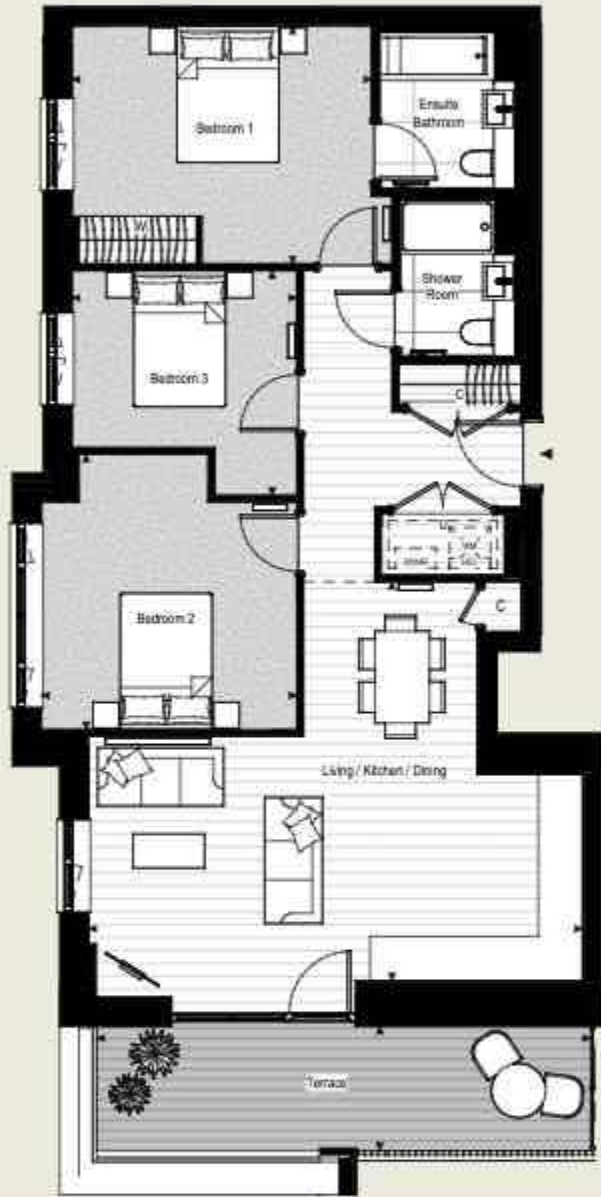 Bedroom 1
Ensuite
Bathroom
W
Shower
Room
Bedroom 3
C
Bedroom 2
C
Living / Kitchen / Dining
Terrace